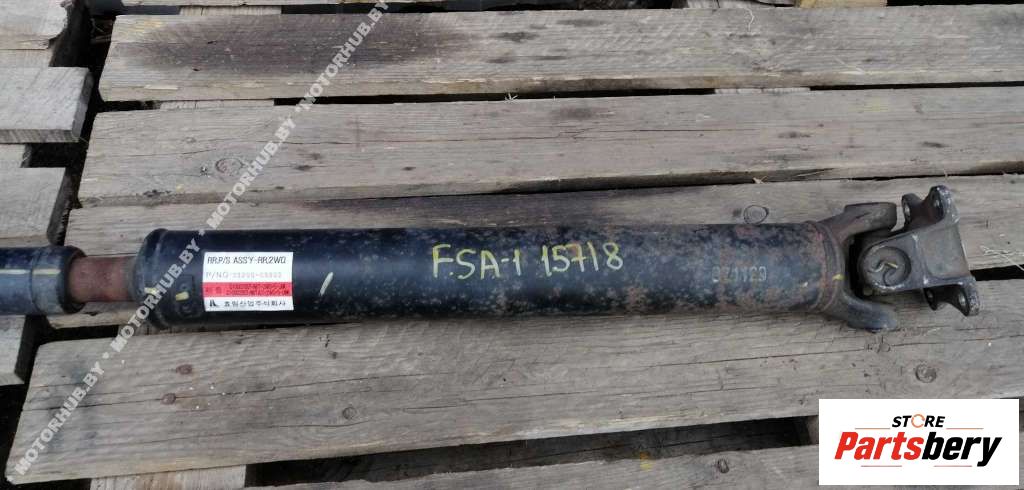 MOTORHUB.BY * MOTORHUB.BY * MOTORHUB.BY
RR.P/S ASS'Y-RR.2WD
P/NO
효림산업주식회사
F.SA-1 15718
STORE
Partsbery